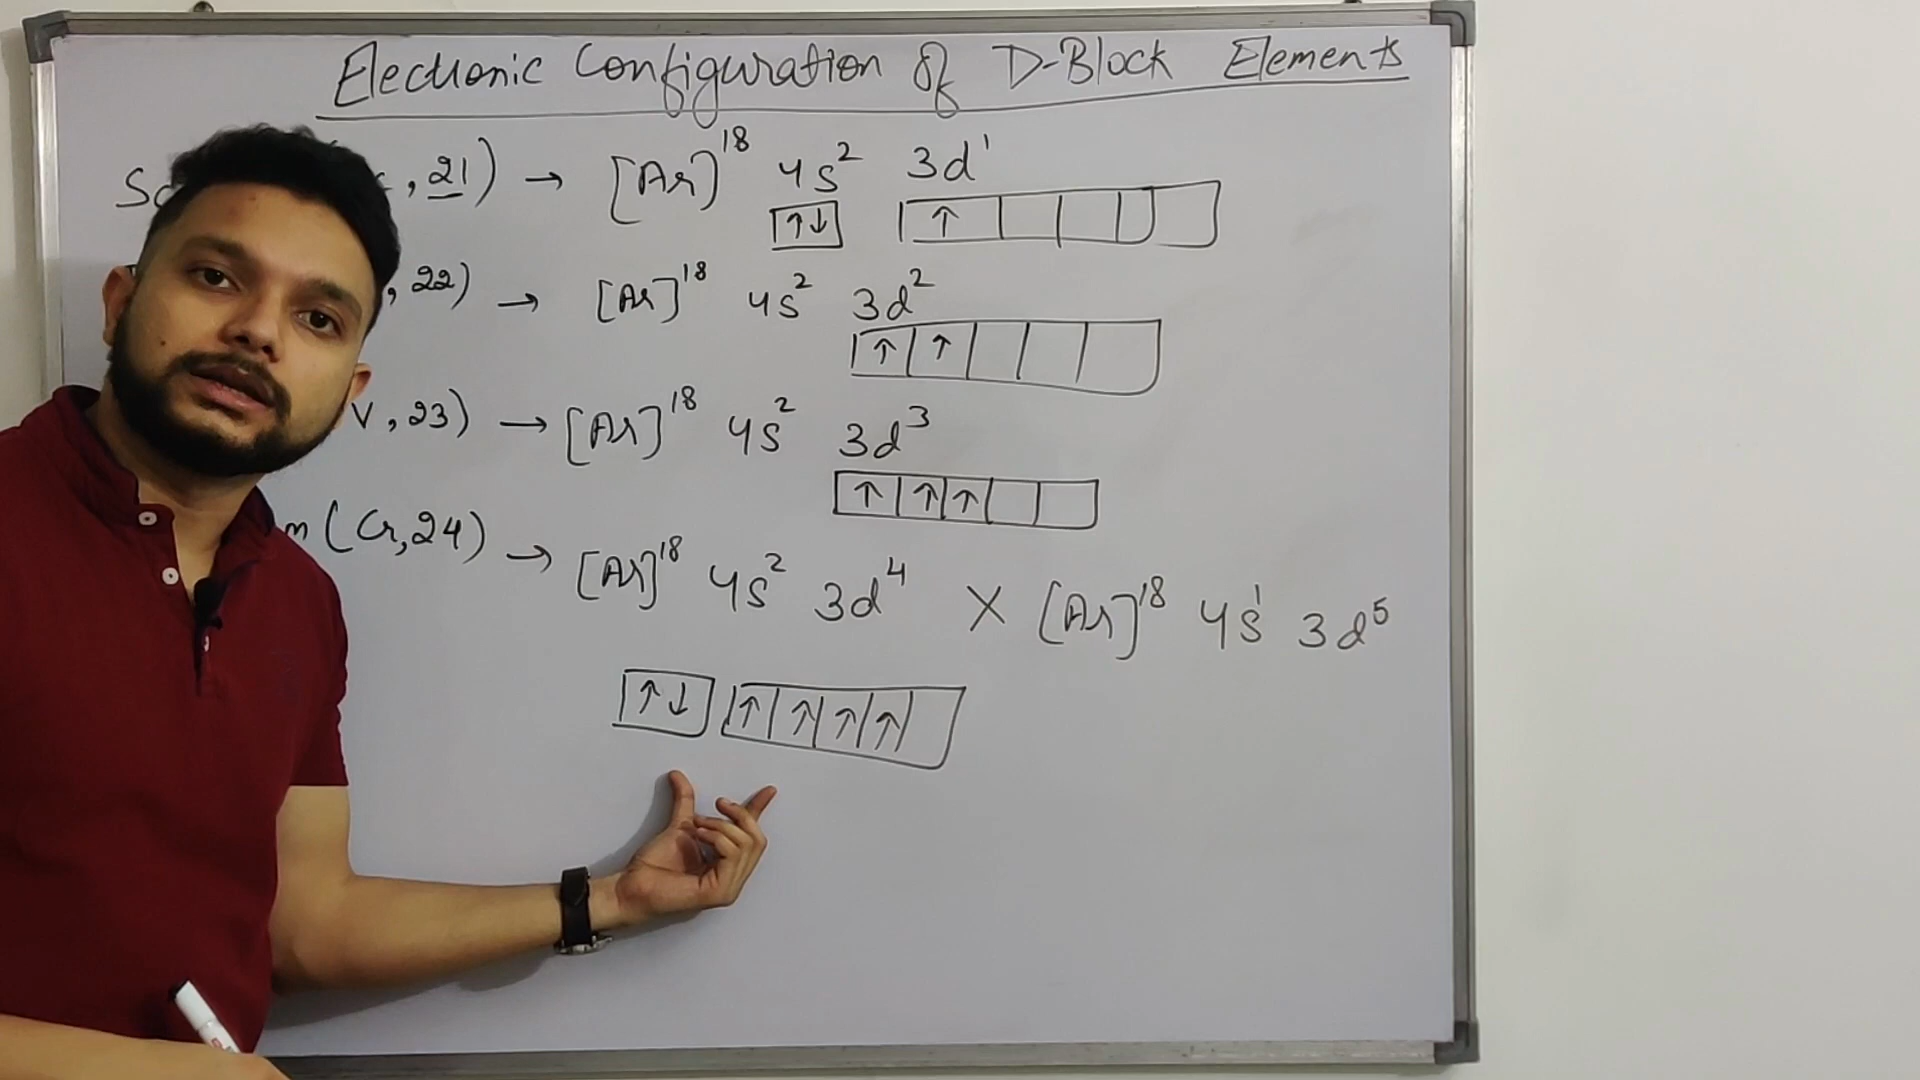 Electronic Configuration of D-Block Elements
Sc , 21) → [Ar]¹⁸ 4s² 3d¹
↑↓ ↑
, 22) → [Ar]¹⁸ 4s² 3d²
↑ ↑
V , 23) → [Ar]¹⁸ 4s² 3d³
↑ ↑ ↑
m (Cr, 24) → [Ar]¹⁸ 4s² 3d⁴ X [Ar]¹⁸ 4s¹ 3d⁵
↑↓ ↑ ↑ ↑ ↑